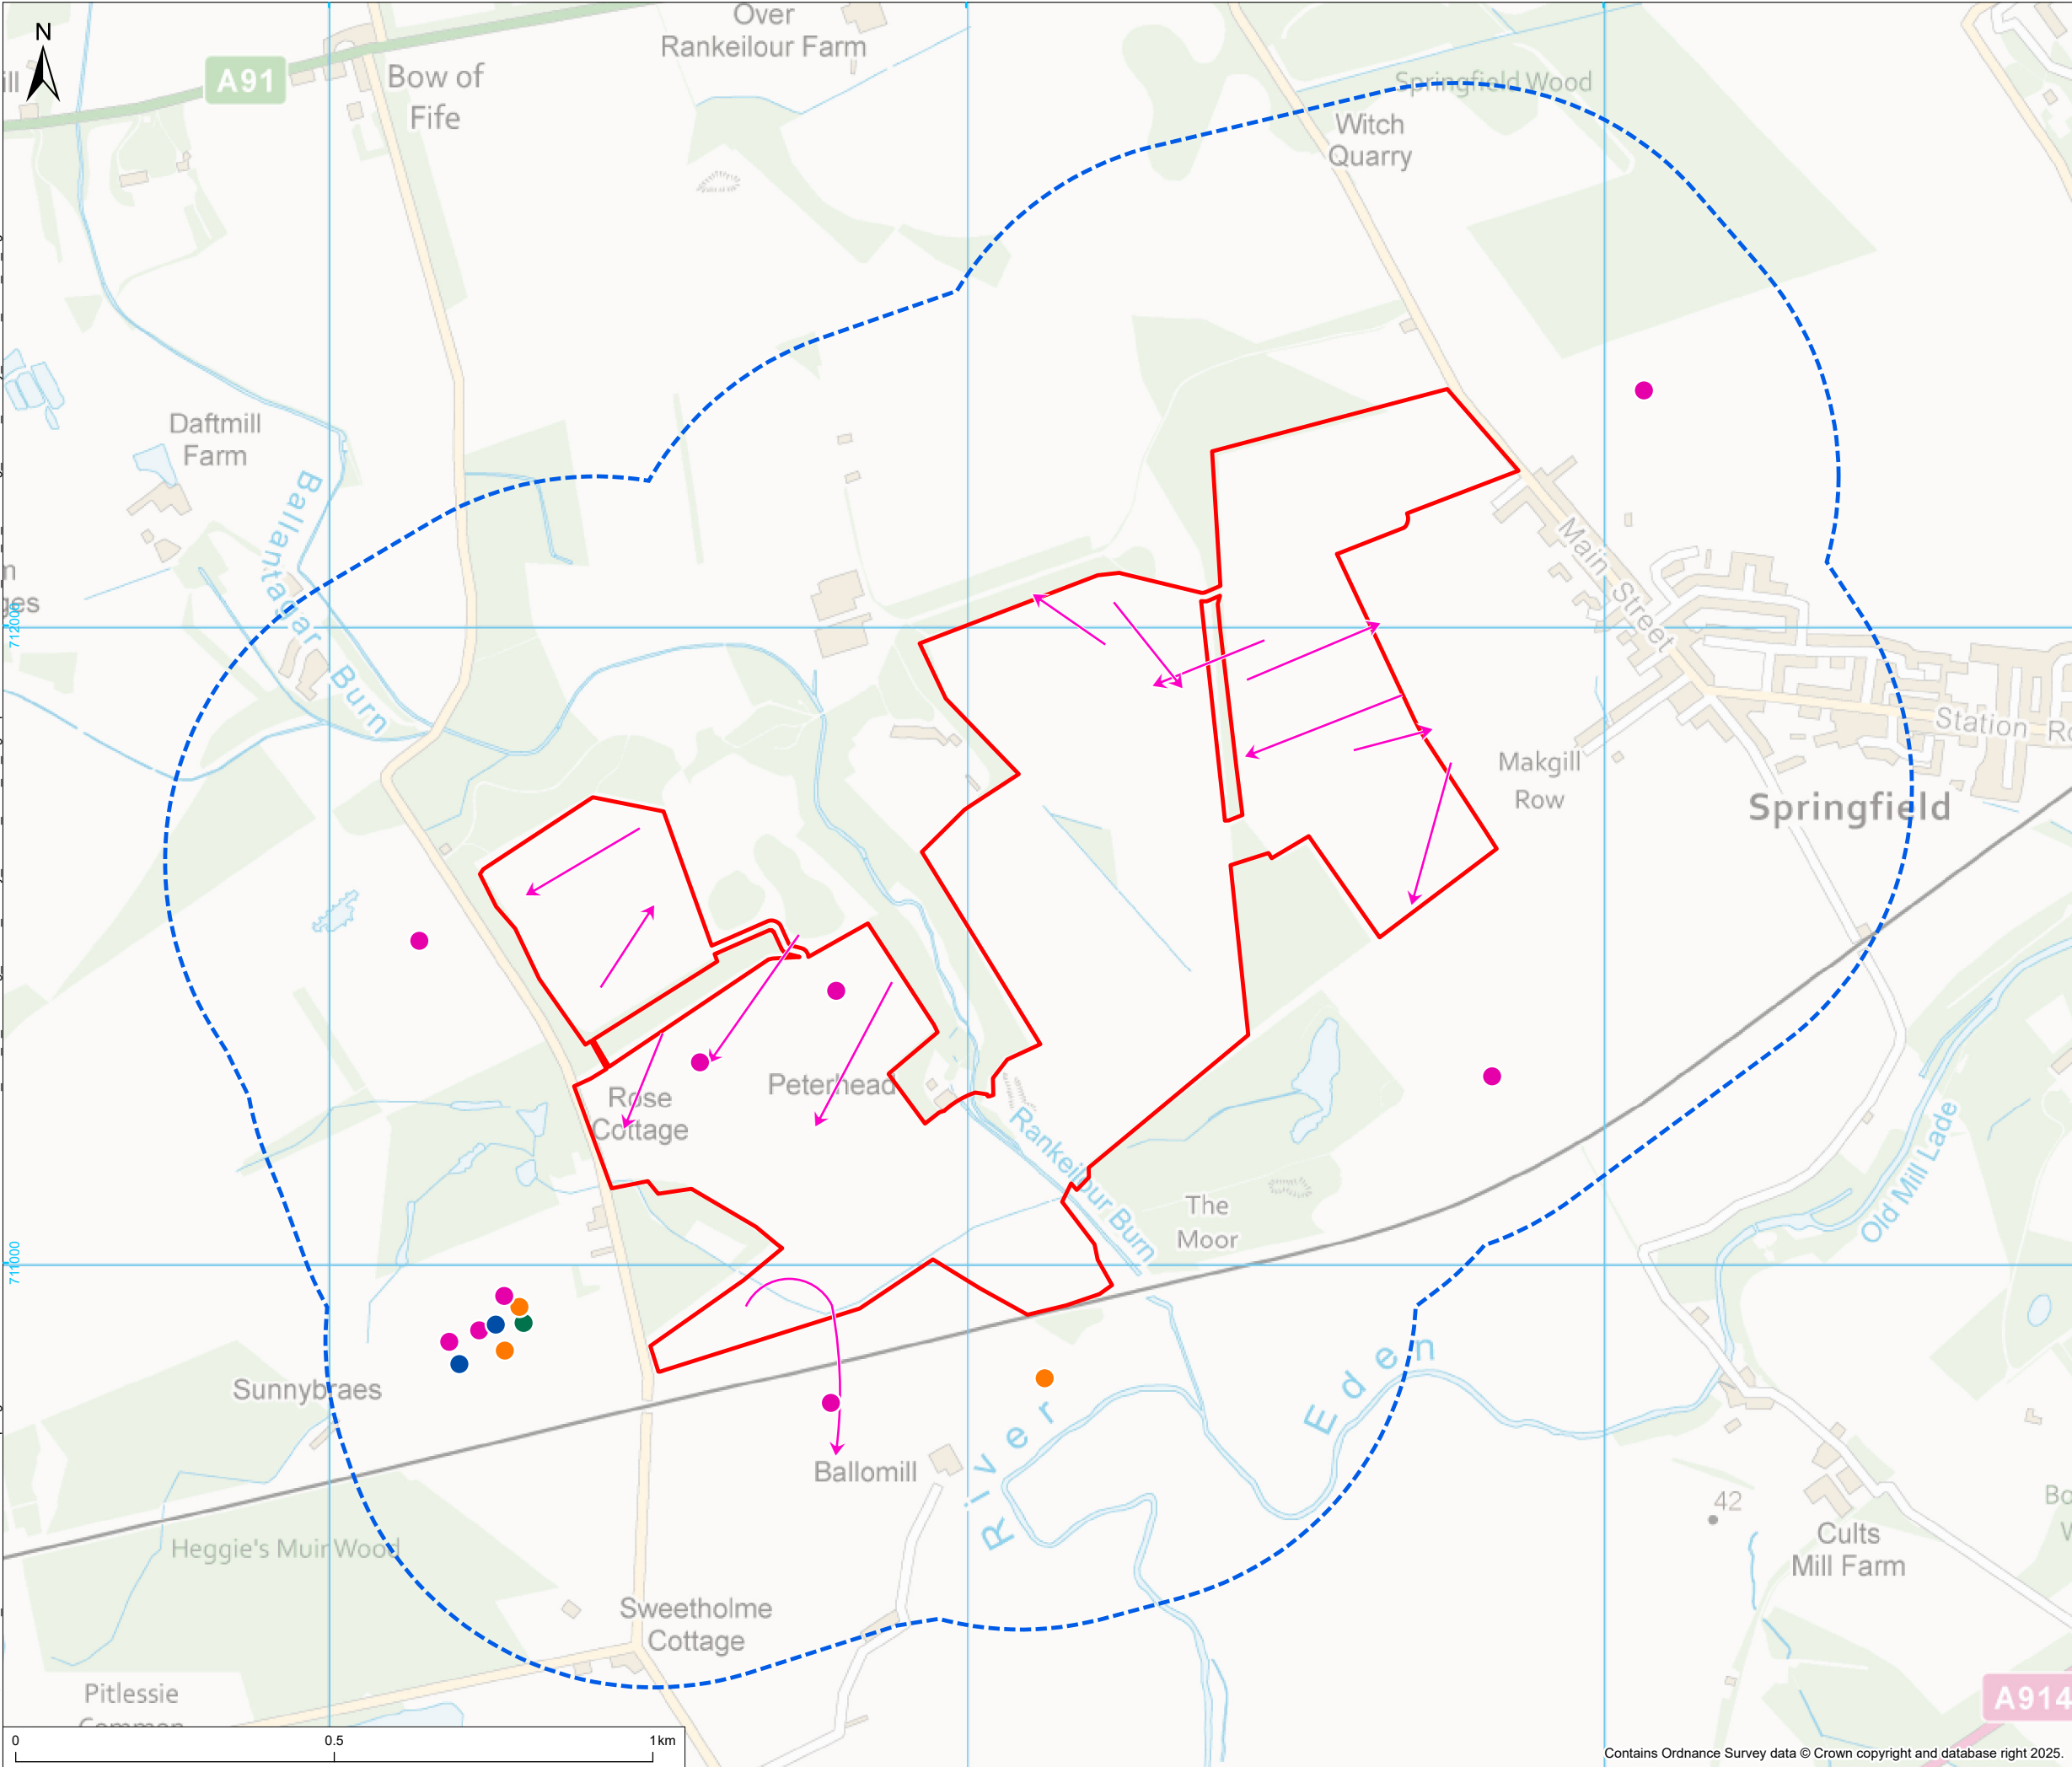 N
A91
Bow of
Fife
Over
Rankeilour Farm
Springfield Wood
Witch
Quarry
Daftmill
Farm
Ballantagar Burn
712000
Main Street
Station
Makgill
Row
Springfield
Rose
Cottage
Peterhead
Rankeilour Burn
The
Moor
Old Mill Lade
711000
Sunnybraes
River Eden
Ballomill
42
Cults
Mill Farm
Heggie's Muir Wood
Sweetholme
Cottage
Pitlessie
Common
A914
0
0.5
1km
Contains Ordnance Survey data © Crown copyright and database right 2025.